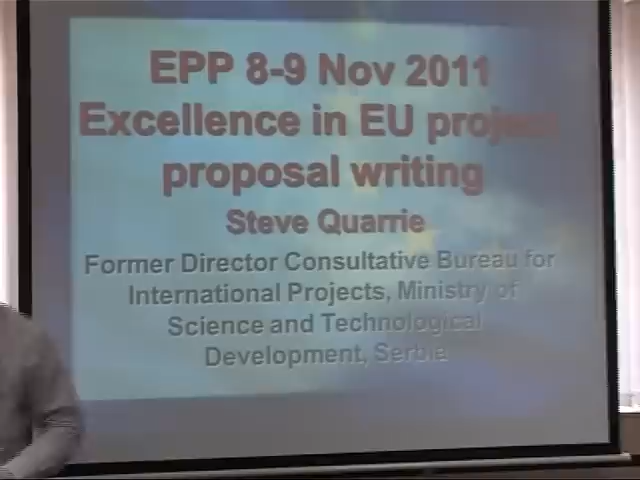 EPP 8-9 Nov 2011
Excellence in EU project
proposal writing
Steve Quarrie
Former Director Consultative Bureau for
International Projects, Ministry of
Science and Technological
Development, Serbia